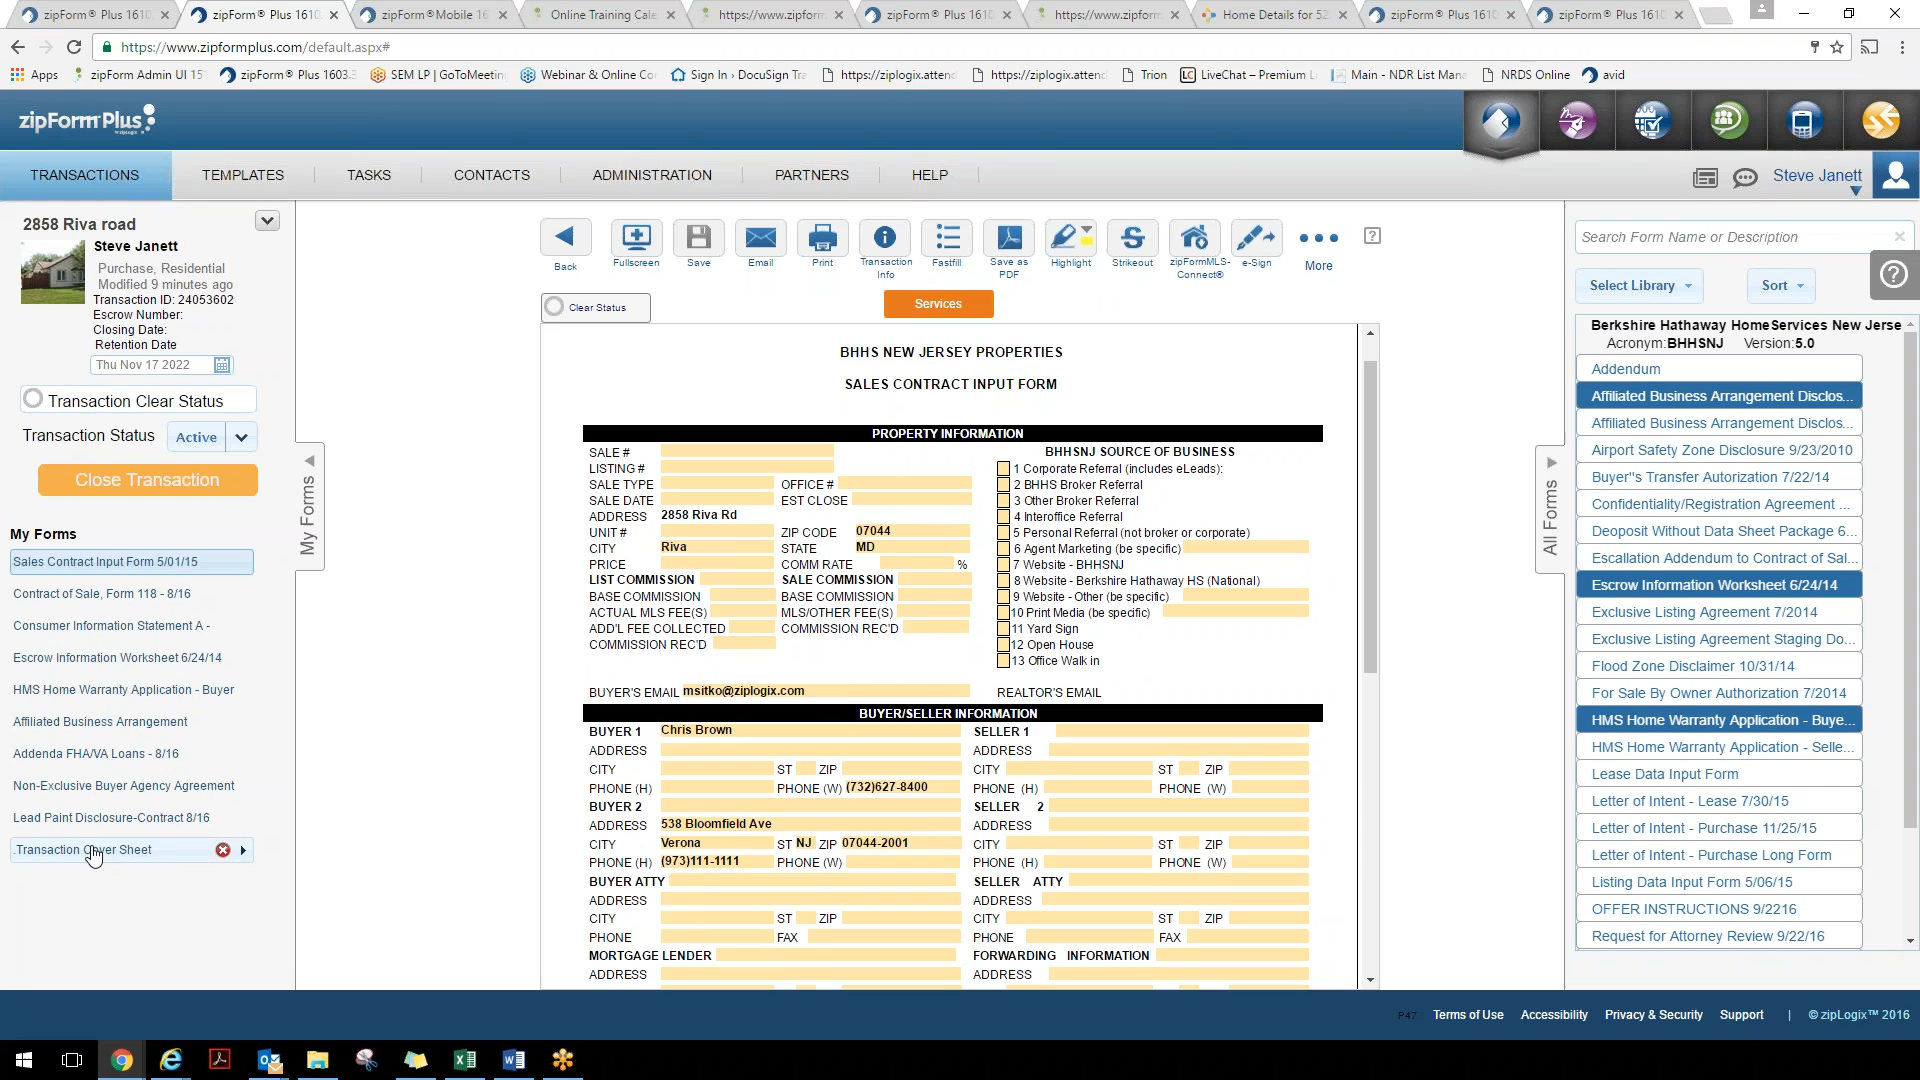 zipForm® Plus 1610
zipForm® Plus 1610
zipForm®Mobile 16
Online Training Cale
https://www.zipform
zipForm® Plus 1610
https://www.zipform
Home Details for 52
zipForm® Plus 1610
zipForm® Plus 1610
https://www.zipformplus.com/default.aspx#
Apps
zipForm Admin UI 151
zipForm® Plus 1603.3
SEM LP | GoToMeeting
Webinar & Online Co
Sign In › DocuSign Tra
https://ziplogix.attend
https://ziplogix.attend
Trion
LiveChat – Premium L
Main - NDR List Mana
NRDS Online
avid
zipForm Plus
by zipLogix
TRANSACTIONS
TEMPLATES
TASKS
CONTACTS
ADMINISTRATION
PARTNERS
HELP
Steve Janett
2858 Riva road
Steve Janett
Purchase, Residential
Modified 9 minutes ago
Transaction ID: 24053602
Escrow Number:
Closing Date:
Retention Date
Thu Nov 17 2022
Transaction Clear Status
Transaction Status
Active
Close Transaction
My Forms
Sales Contract Input Form 5/01/15
Contract of Sale, Form 118 - 8/16
Consumer Information Statement A -
Escrow Information Worksheet 6/24/14
HMS Home Warranty Application - Buyer
Affiliated Business Arrangement
Addenda FHA/VA Loans - 8/16
Non-Exclusive Buyer Agency Agreement
Lead Paint Disclosure-Contract 8/16
.Transaction Cover Sheet
My Forms
Back
Fullscreen
Save
Email
Print
Transaction Info
Fastfill
Save as PDF
Highlight
Strikeout
zipFormMLS-Connect®
e-Sign
More
Clear Status
Services
BHHS NEW JERSEY PROPERTIES
SALES CONTRACT INPUT FORM
PROPERTY INFORMATION
SALE #
LISTING #
SALE TYPE OFFICE #
SALE DATE EST CLOSE
ADDRESS 2858 Riva Rd
UNIT # ZIP CODE 07044
CITY Riva STATE MD
PRICE COMM RATE %
LIST COMMISSION SALE COMMISSION
BASE COMMISSION BASE COMMISSION
ACTUAL MLS FEE(S) MLS/OTHER FEE(S)
ADD'L FEE COLLECTED COMMISSION REC'D
COMMISSION REC'D
BHHSNJ SOURCE OF BUSINESS
1 Corporate Referral (includes eLeads):
2 BHHS Broker Referral
3 Other Broker Referral
4 Interoffice Referral
5 Personal Referral (not broker or corporate)
6 Agent Marketing (be specific)
7 Website - BHHSNJ
8 Website - Berkshire Hathaway HS (National)
9 Website - Other (be specific)
10 Print Media (be specific)
11 Yard Sign
12 Open House
13 Office Walk in
BUYER'S EMAIL msitko@ziplogix.com REALTOR'S EMAIL
BUYER/SELLER INFORMATION
BUYER 1 Chris Brown SELLER 1
ADDRESS ADDRESS
CITY ST ZIP CITY ST ZIP
PHONE (H) PHONE (W) (732)627-8400 PHONE (H) PHONE (W)
BUYER 2 SELLER 2
ADDRESS 538 Bloomfield Ave ADDRESS
CITY Verona ST NJ ZIP 07044-2001 CITY ST ZIP
PHONE (H) (973)111-1111 PHONE (W) PHONE (H) PHONE (W)
BUYER ATTY SELLER ATTY
ADDRESS ADDRESS
CITY ST ZIP CITY ST ZIP
PHONE FAX PHONE FAX
MORTGAGE LENDER FORWARDING INFORMATION
ADDRESS ADDRESS
All Forms
Search Form Name or Description
Select Library
Sort
Berkshire Hathaway HomeServices New Jerse
Acronym:BHHSNJ Version:5.0
Addendum
Affiliated Business Arrangement Disclos...
Affiliated Business Arrangement Disclos...
Airport Safety Zone Disclosure 9/23/2010
Buyer"s Transfer Autorization 7/22/14
Confidentiality/Registration Agreement ...
Deoposit Without Data Sheet Package 6...
Escallation Addendum to Contract of Sal...
Escrow Information Worksheet 6/24/14
Exclusive Listing Agreement 7/2014
Exclusive Listing Agreement Staging Do...
Flood Zone Disclaimer 10/31/14
For Sale By Owner Authorization 7/2014
HMS Home Warranty Application - Buye...
HMS Home Warranty Application - Selle...
Lease Data Input Form
Letter of Intent - Lease 7/30/15
Letter of Intent - Purchase 11/25/15
Letter of Intent - Purchase Long Form
Listing Data Input Form 5/06/15
OFFER INSTRUCTIONS 9/2216
Request for Attorney Review 9/22/16
P47
Terms of Use
Accessibility
Privacy & Security
Support
|
© zipLogix™ 2016